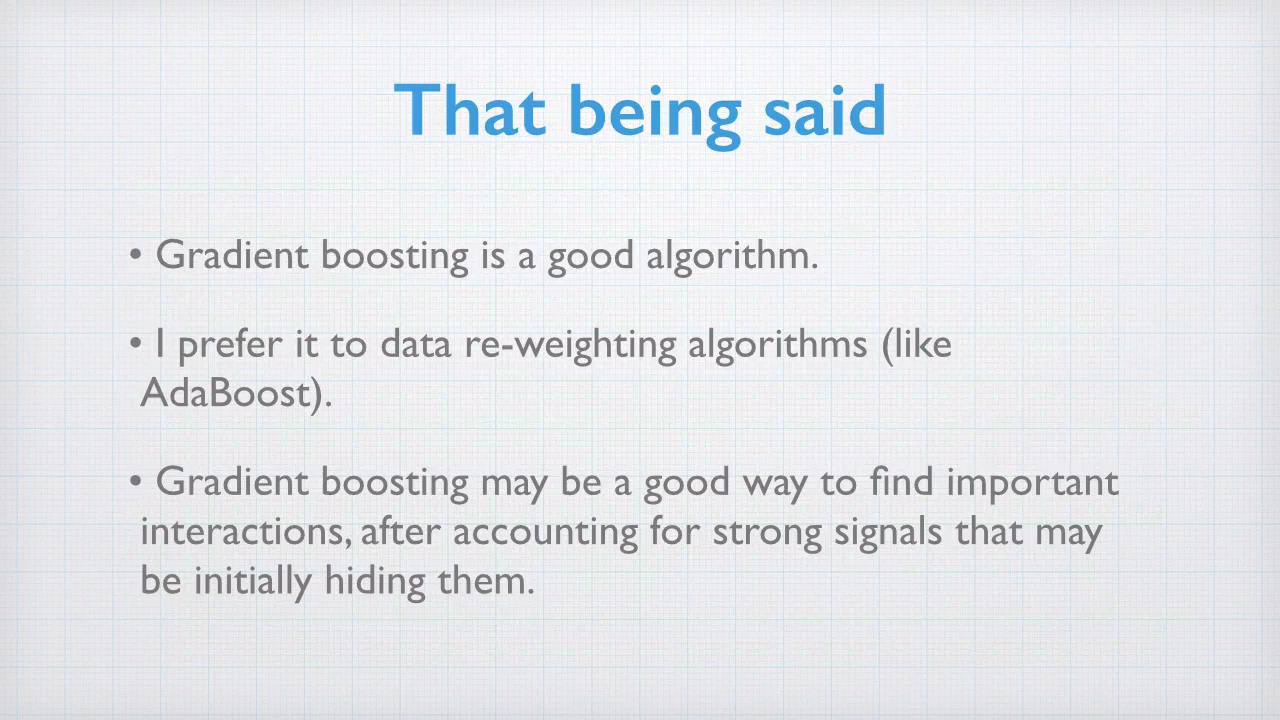 That being said
• Gradient boosting is a good algorithm.
• I prefer it to data re-weighting algorithms (like
AdaBoost).
• Gradient boosting may be a good way to find important
interactions, after accounting for strong signals that may
be initially hiding them.